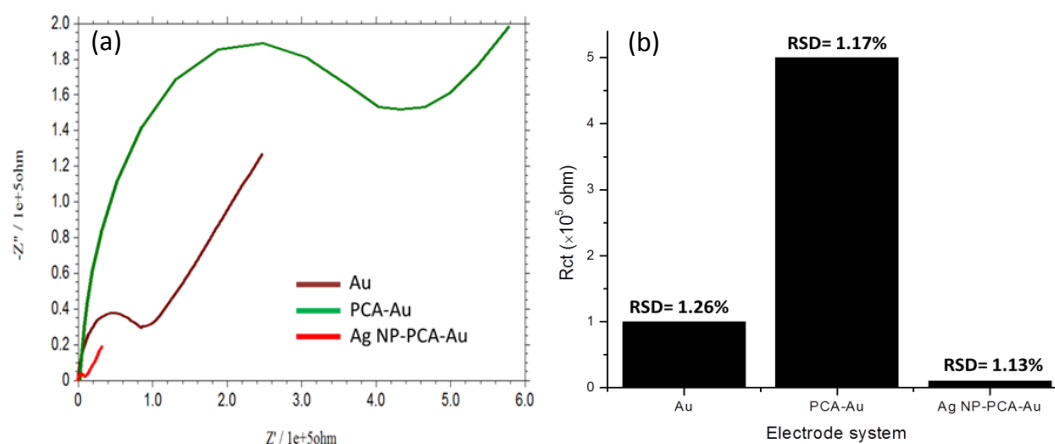 (a)
2.0
1.8
1.6
1.4
1.2
1.0
0.8
0.6
0.4
0.2
0
0
1.0
2.0
3.0
4.0
5.0
6.0
-Z'' / 1e+5ohm
Z' / 1e+5ohm
Au
PCA-Au
Ag NP-PCA-Au
(b)
RSD= 1.26%
RSD= 1.17%
RSD= 1.13%
5
4
3
2
1
0
Rct (×10⁵ ohm)
Au
PCA-Au
Ag NP-PCA-Au
Electrode system